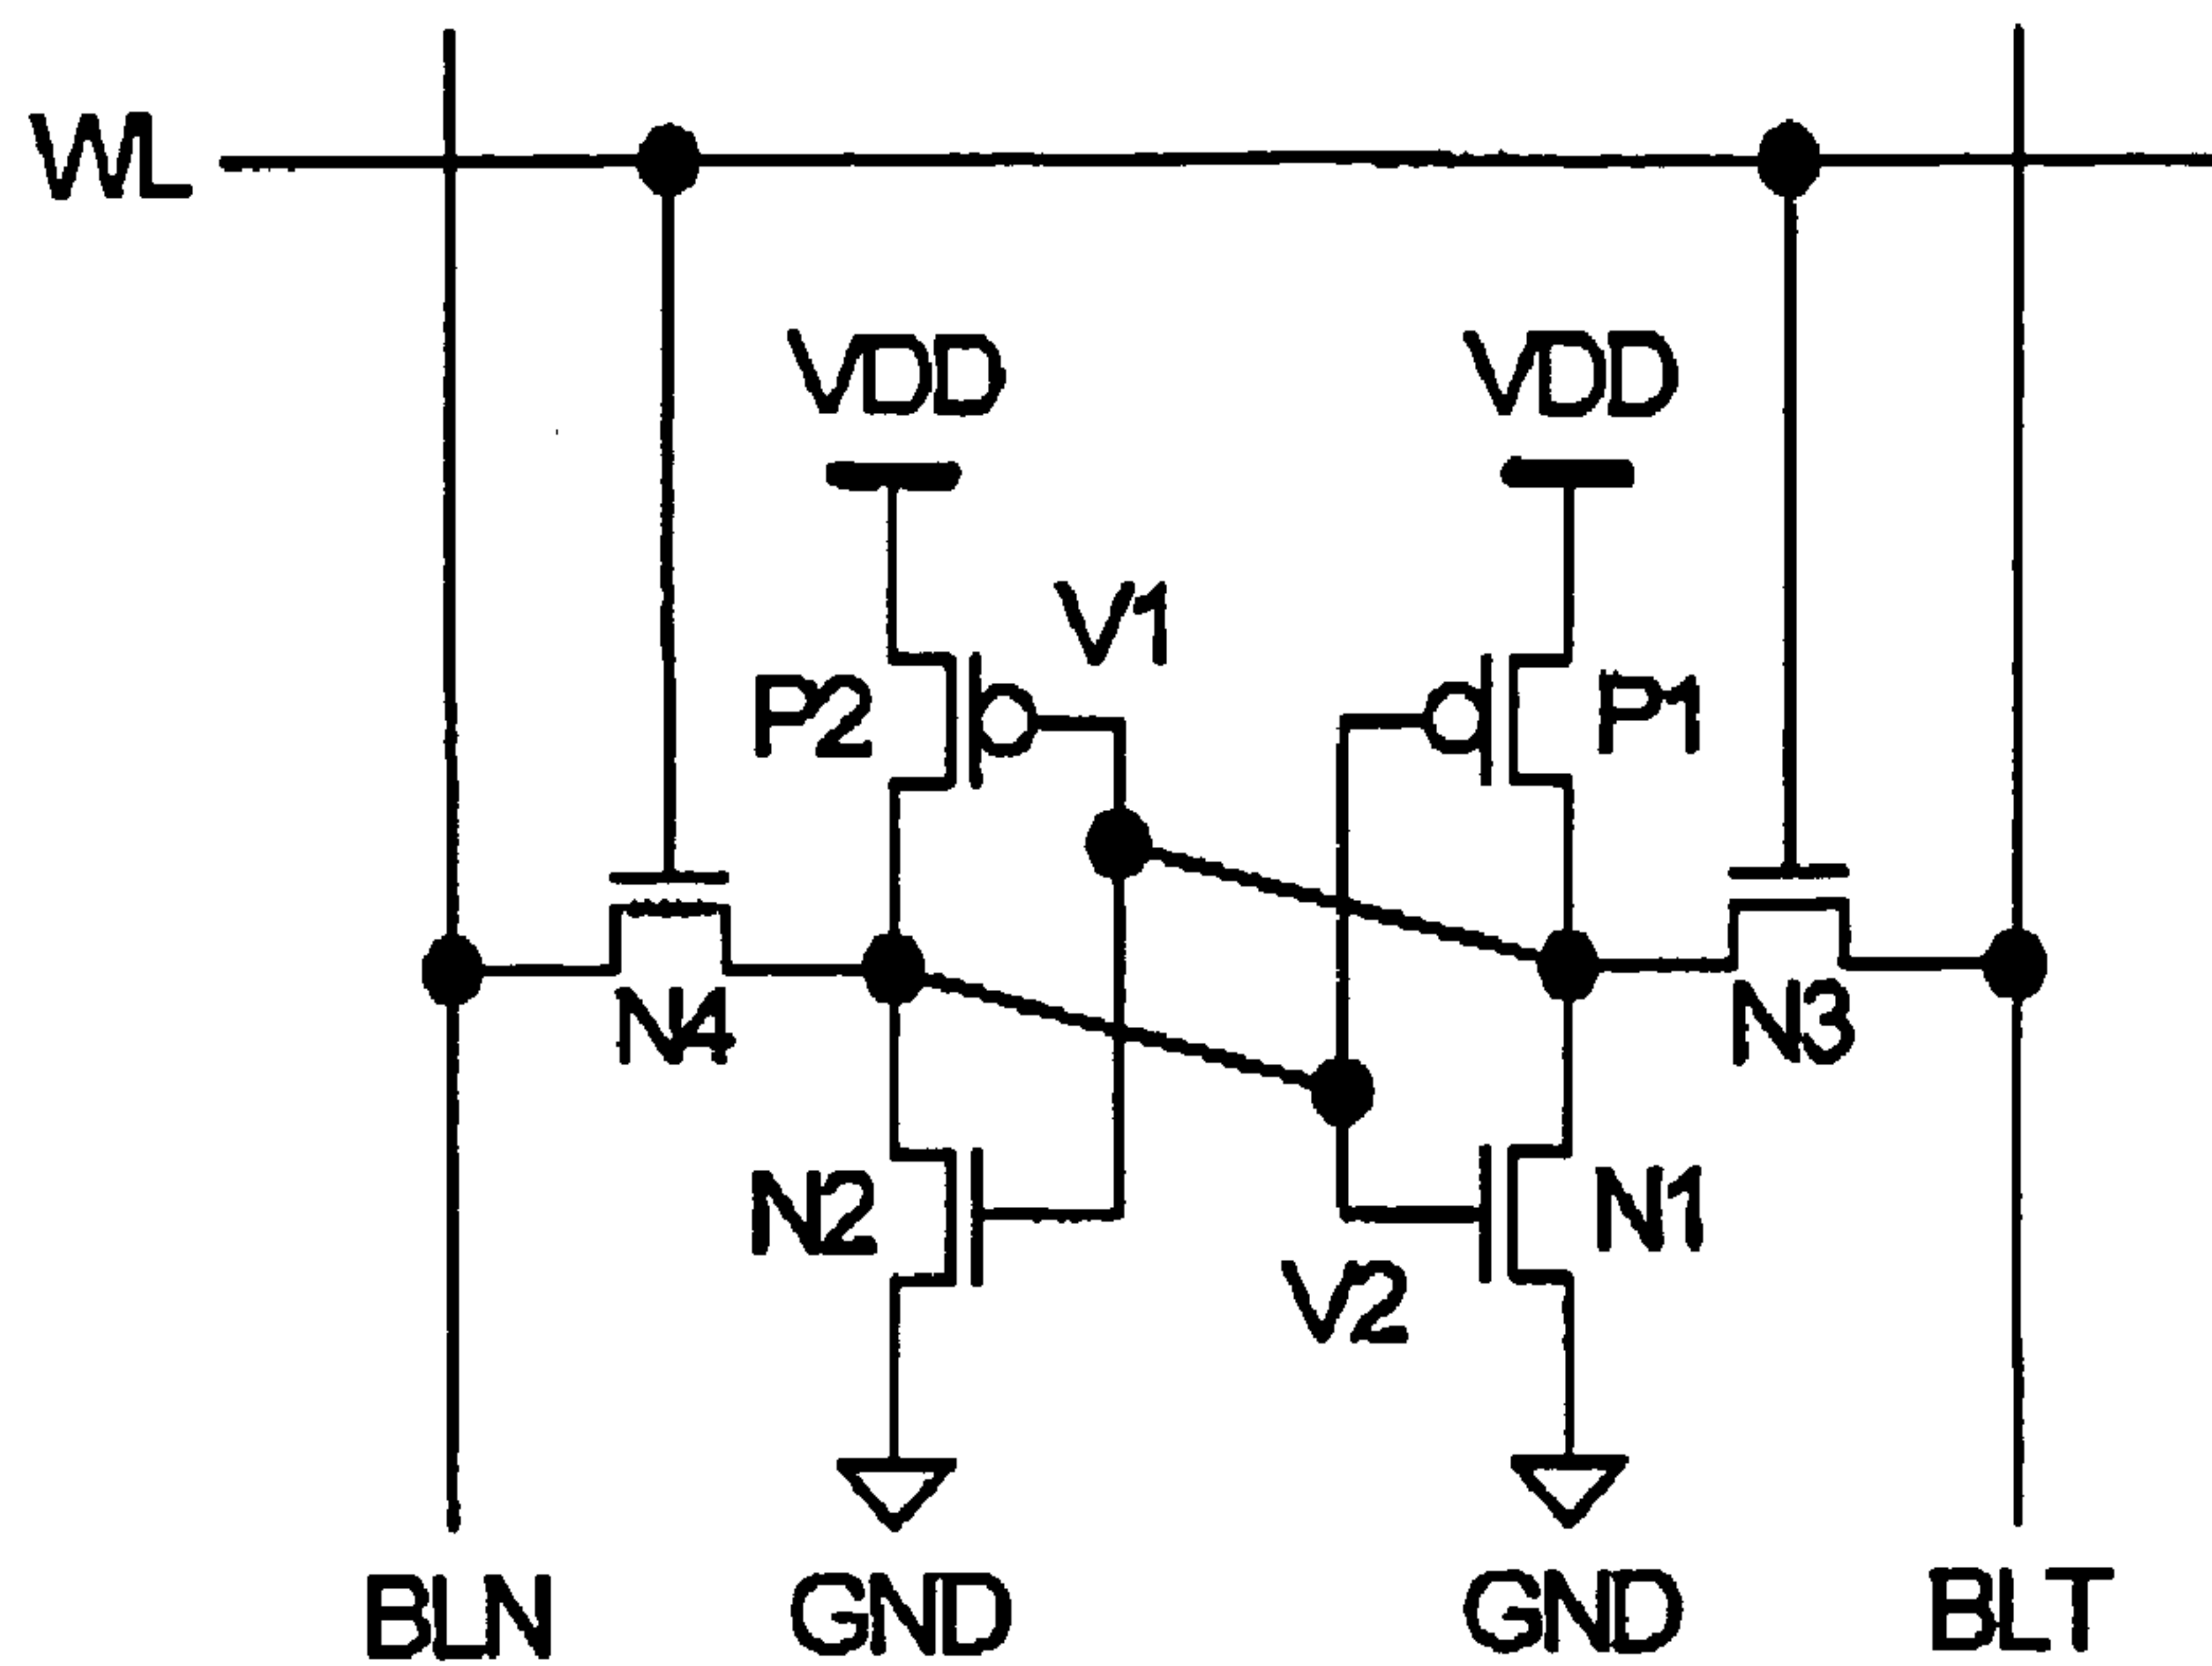 WL
VDD VDD
V1
P2 P1
N4 N3
N2 N1
V2
BLN GND GND BLT